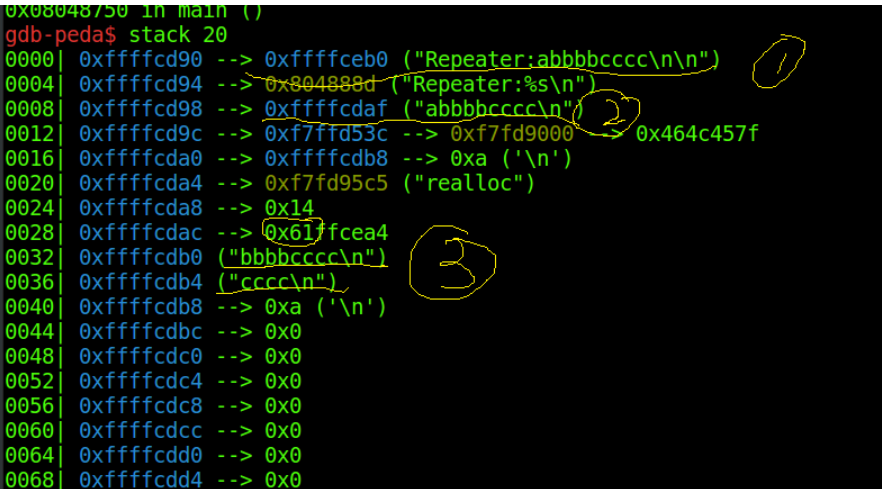 0x08048750 in main ()
gdb-peda$ stack 20
0000| 0xffffcd90 --> 0xffffceb0 ("Repeater:abbbbcccc\n\n")
1
0004| 0xffffcd94 --> 0x804888d ("Repeater:%s\n")
0008| 0xffffcd98 --> 0xffffcdaf ("abbbbcccc\n")
2
0012| 0xffffcd9c --> 0xf7ffd53c --> 0xf7fd9000 --> 0x464c457f
0016| 0xffffcda0 --> 0xffffcdb8 --> 0xa ('\n')
0020| 0xffffcda4 --> 0xf7fd95c5 ("realloc")
0024| 0xffffcda8 --> 0x14
0028| 0xffffcdac --> 0x61ffcea4
0032| 0xffffcdb0 ("bbbbcccc\n")
3
0036| 0xffffcdb4 ("cccc\n")
0040| 0xffffcdb8 --> 0xa ('\n')
0044| 0xffffcdbc --> 0x0
0048| 0xffffcdc0 --> 0x0
0052| 0xffffcdc4 --> 0x0
0056| 0xffffcdc8 --> 0x0
0060| 0xffffcdcc --> 0x0
0064| 0xffffcdd0 --> 0x0
0068| 0xffffcdd4 --> 0x0